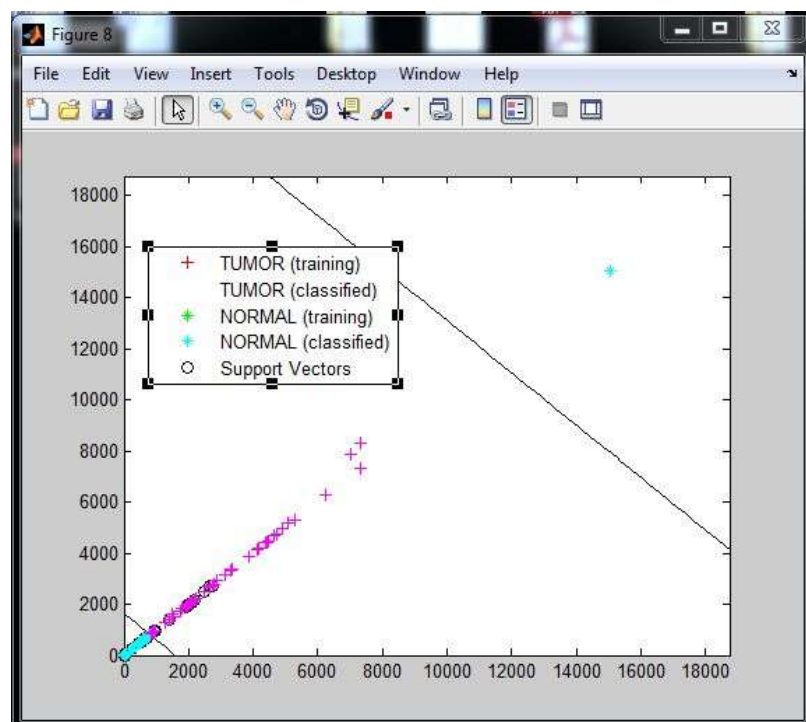 Figure 8
File Edit View Insert Tools Desktop Window Help
18000
16000
14000
12000
10000
8000
6000
4000
2000
0
TUMOR (training)
TUMOR (classified)
NORMAL (training)
NORMAL (classified)
Support Vectors
0 2000 4000 6000 8000 10000 12000 14000 16000 18000